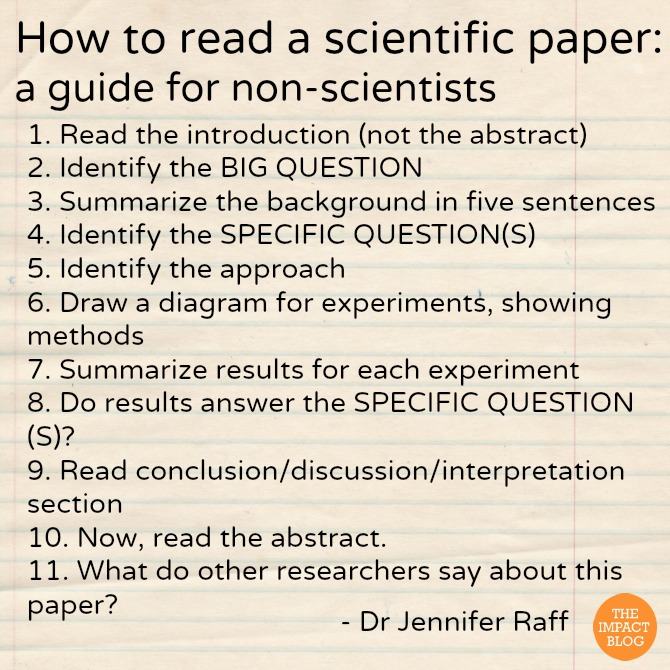 How to read a scientific paper:
a guide for non-scientists
1. Read the introduction (not the abstract)
2. Identify the BIG QUESTION
3. Summarize the background in five sentences
4. Identify the SPECIFIC QUESTION(S)
5. Identify the approach
6. Draw a diagram for experiments, showing
methods
7. Summarize results for each experiment
8. Do results answer the SPECIFIC QUESTION
(S)?
9. Read conclusion/discussion/interpretation
section
10. Now, read the abstract.
11. What do other researchers say about this
paper?
- Dr Jennifer Raff
THE
IMPACT
BLOG